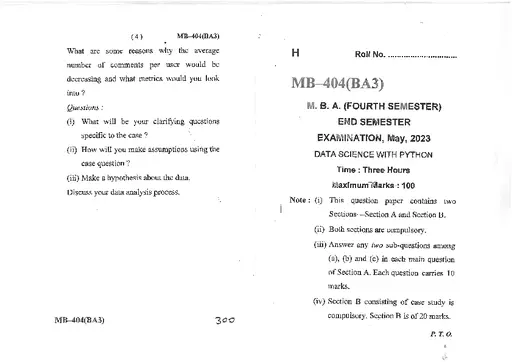 ( 4 ) MB–404(BA3)
What are some reasons why the average
number of comments per user would be
decreasing and what metrics would you look
into ?
Questions :
(i) What will be your clarifying questions
specific to the case ?
(ii) How will you make assumptions using the
case question ?
(iii) Make a hypothesis about the data.
Discuss your data analysis process.
MB–404(BA3) 300
H Roll No. ..............................
MB–404(BA3)
M. B. A. (FOURTH SEMESTER)
END SEMESTER
EXAMINATION, May, 2023
DATA SCIENCE WITH PYTHON
Time : Three Hours
Maximum Marks : 100
Note : (i) This question paper contains two
Sections—Section A and Section B.
(ii) Both sections are compulsory.
(iii) Answer any two sub-questions among
(a), (b) and (c) in each main question
of Section A. Each question carries 10
marks.
(iv) Section B consisting of case study is
compulsory. Section B is of 20 marks.
P. T. O.